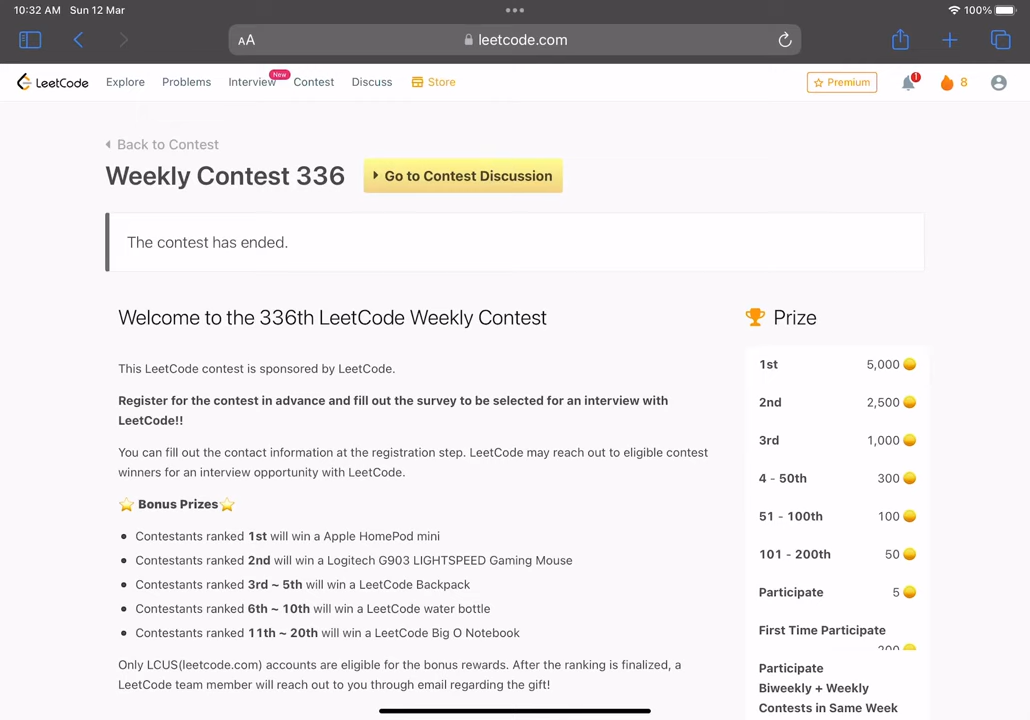 10:32 AM Sun 12 Mar
100%
AA
leetcode.com
LeetCode
Explore
Problems
Interview
New
Contest
Discuss
Store
Premium
1
8
Back to Contest
Weekly Contest 336
Go to Contest Discussion
The contest has ended.
Welcome to the 336th LeetCode Weekly Contest
This LeetCode contest is sponsored by LeetCode.
Register for the contest in advance and fill out the survey to be selected for an interview with
LeetCode!!
You can fill out the contact information at the registration step. LeetCode may reach out to eligible contest
winners for an interview opportunity with LeetCode.
⭐ Bonus Prizes⭐
Contestants ranked 1st will win a Apple HomePod mini
Contestants ranked 2nd will win a Logitech G903 LIGHTSPEED Gaming Mouse
Contestants ranked 3rd ~ 5th will win a LeetCode Backpack
Contestants ranked 6th ~ 10th will win a LeetCode water bottle
Contestants ranked 11th ~ 20th will win a LeetCode Big O Notebook
Only LCUS(leetcode.com) accounts are eligible for the bonus rewards. After the ranking is finalized, a
LeetCode team member will reach out to you through email regarding the gift!
Prize
1st 5,000
2nd 2,500
3rd 1,000
4 - 50th 300
51 - 100th 100
101 - 200th 50
Participate 5
First Time Participate
200
Participate
Biweekly + Weekly
Contests in Same Week